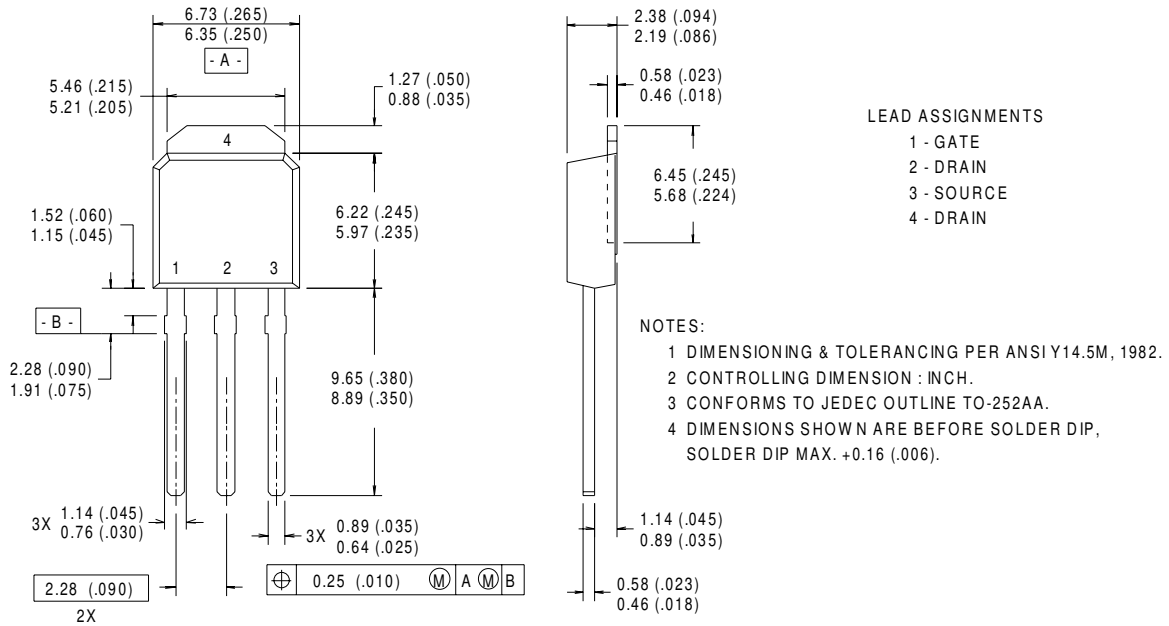 6.73 (.265)
6.35 (.250)
- A -
5.46 (.215)
5.21 (.205)
1.27 (.050)
0.88 (.035)
4
6.22 (.245)
5.97 (.235)
1.52 (.060)
1.15 (.045)
1 2 3
- B -
2.28 (.090)
1.91 (.075)
9.65 (.380)
8.89 (.350)
3X 1.14 (.045)
0.76 (.030)
3X 0.89 (.035)
0.64 (.025)
2.28 (.090)
2X
0.25 (.010) M A M B
2.38 (.094)
2.19 (.086)
0.58 (.023)
0.46 (.018)
6.45 (.245)
5.68 (.224)
1.14 (.045)
0.89 (.035)
0.58 (.023)
0.46 (.018)
LEAD ASSIGNMENTS
1 - GATE
2 - DRAIN
3 - SOURCE
4 - DRAIN
NOTES:
1 DIMENSIONING & TOLERANCING PER ANSI Y14.5M, 1982.
2 CONTROLLING DIMENSION : INCH.
3 CONFORMS TO JEDEC OUTLINE TO-252AA.
4 DIMENSIONS SHOWN ARE BEFORE SOLDER DIP,
SOLDER DIP MAX. +0.16 (.006).